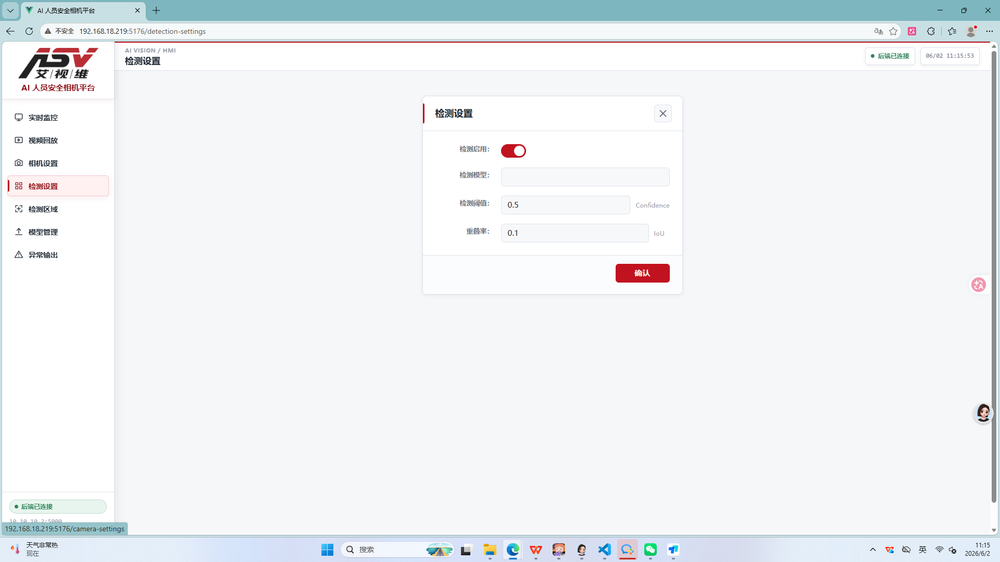 AI 人员安全相机平台
不安全 192.168.18.219:5176/detection-settings
ASV
艾/视/维
AI 人员安全相机平台
AI VISION / HMI
检测设置
后端已连接
06/02 11:15:53
实时监控
视频回放
相机设置
检测设置
检测区域
模型管理
异常输出
检测设置
检测启用：
检测模型：
检测阈值： 0.5 Confidence
重叠率： 0.1 IoU
确认
后端已连接
10.10.10.2:5000
192.168.18.219:5176/camera-settings
天气非常热
现在
搜索
英
11:15
2026/6/2